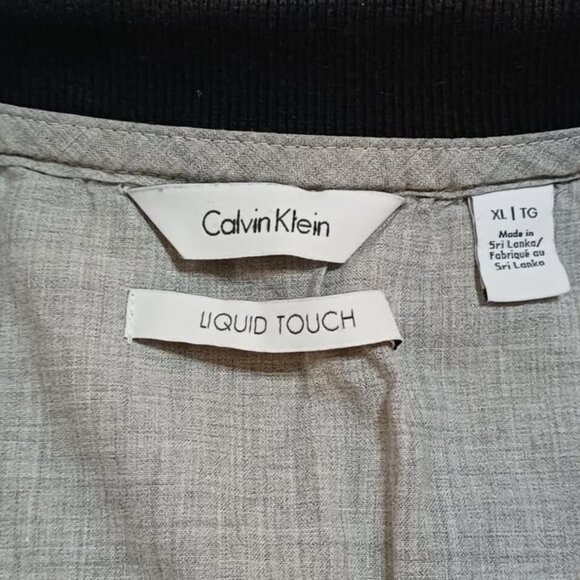 Calvin Klein
XL | TG
Made in
Sri Lanka/
Fabriqué au
Sri Lanka
LIQUID TOUCH